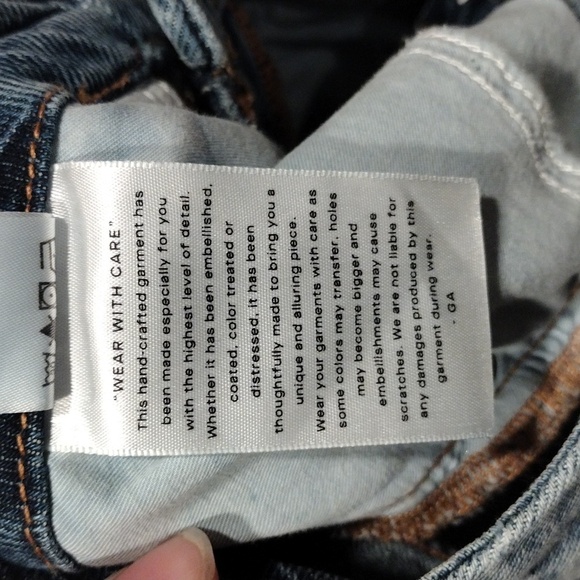 "WEAR WITH CARE"
This hand-crafted garment has
been made especially for you
with the highest level of detail.
Whether it has been embellished,
coated, color treated or
distressed, it has been
thoughtfully made to bring you a
unique and alluring piece.
Wear your garments with care as
some colors may transfer, holes
may become bigger and
embellishments may cause
scratches. We are not liable for
any damages produced by this
garment during wear.
- GA